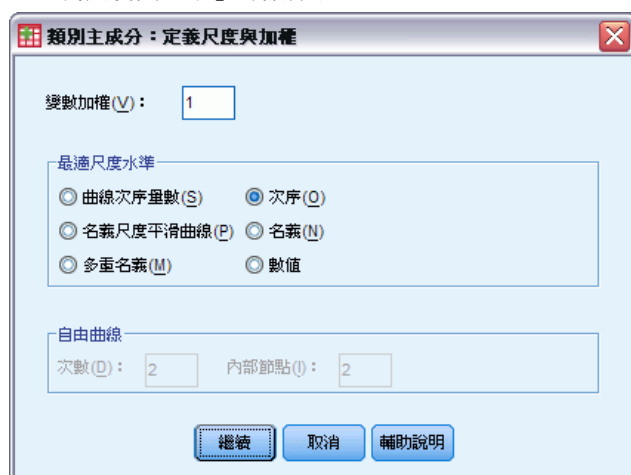 類別主成分：定義尺度與加權
變數加權(V)： 1
最適尺度水準
曲線次序量數(S) 次序(O)
名義尺度平滑曲線(P) 名義(N)
多重名義(M) 數值
自由曲線
次數(D)： 2 內部節點(I)： 2
繼續 取消 輔助說明